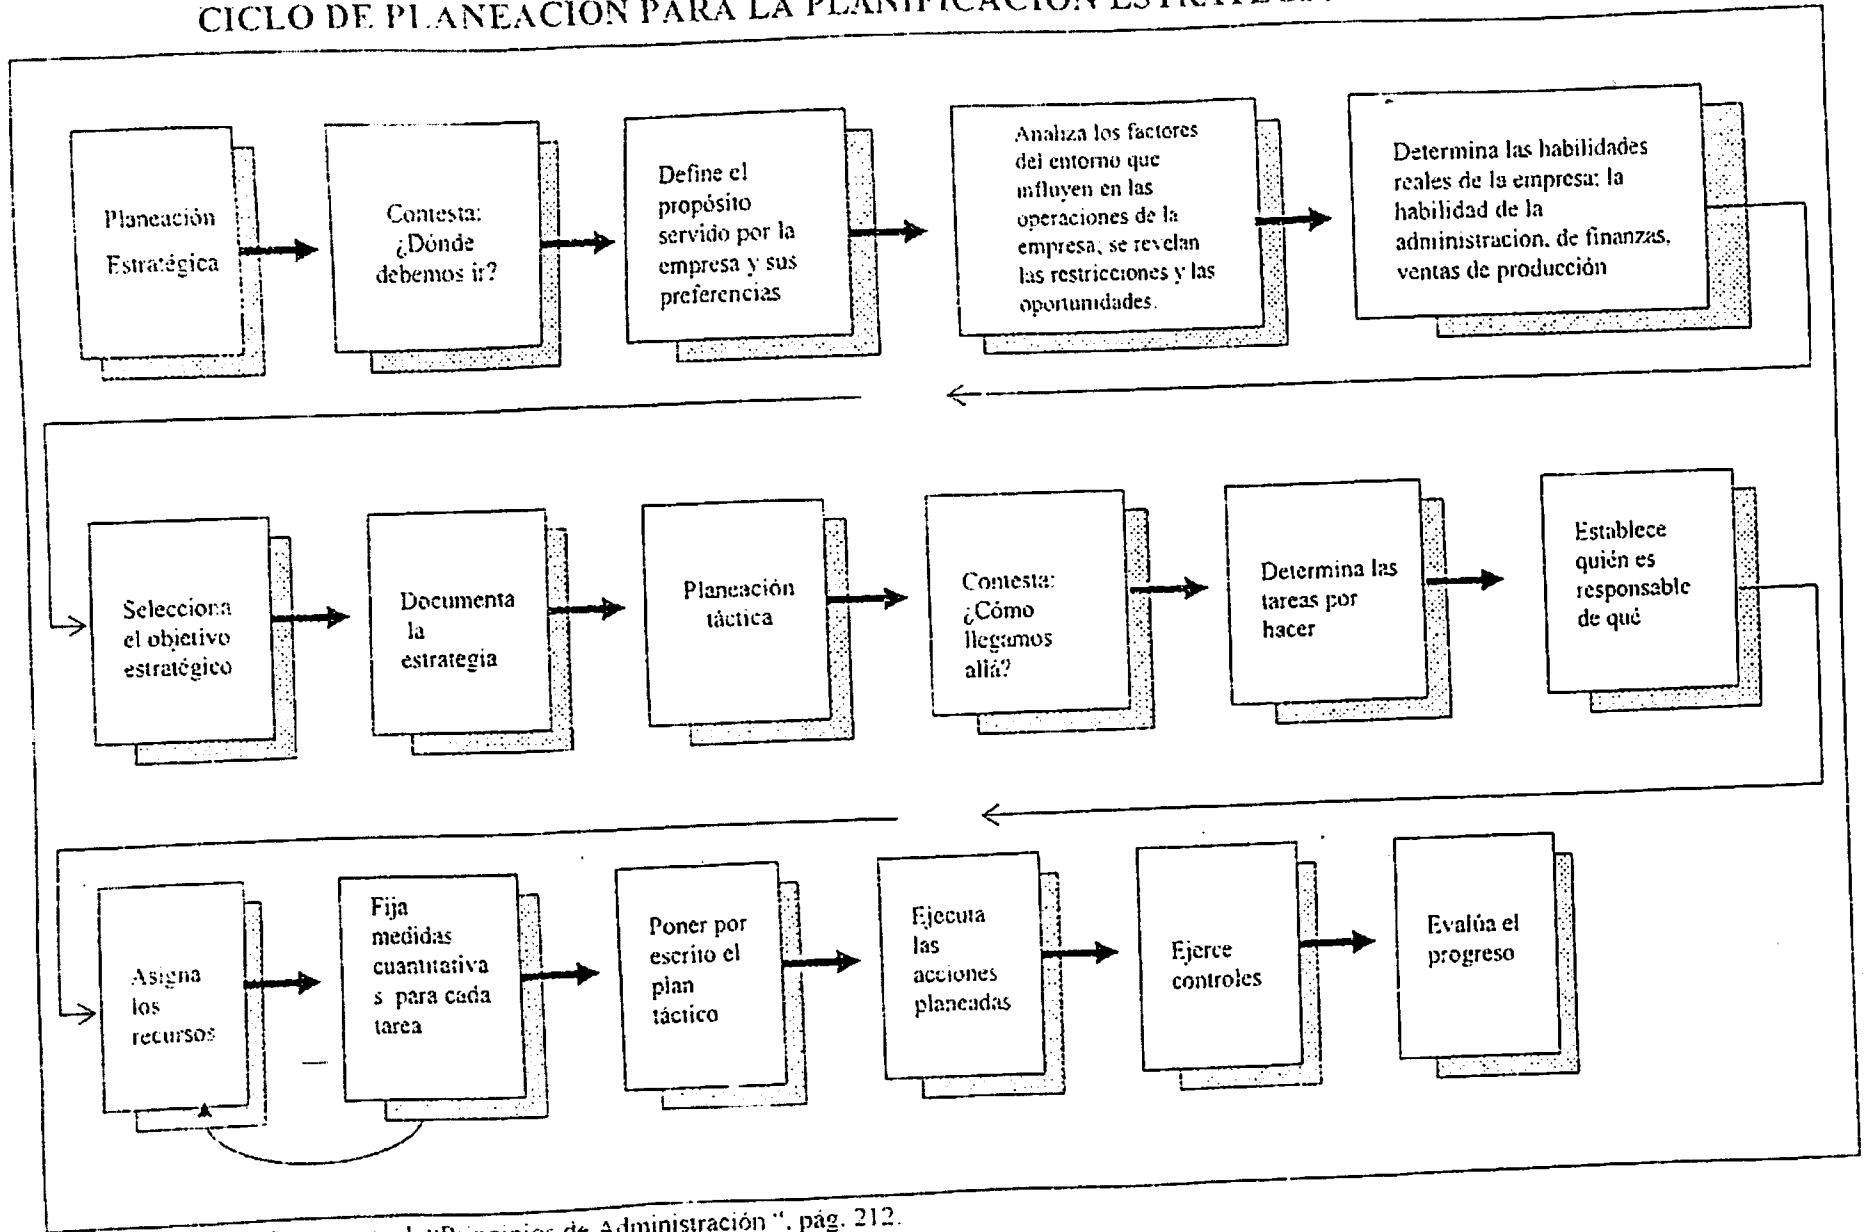 CICLO DE PLANEACION PARA LA PLANIFICACION
Planeación
Estratégica
Contesta:
¿Dónde
debemos ir?
Define el
propósito
servido por la
empresa y sus
preferencias
Analiza los factores
del entorno que
influyen en las
operaciones de la
empresa; se revelan
las restricciones y las
oportunidades.
Determina las habilidades
reales de la empresa: la
habilidad de la
administracion, de finanzas,
ventas de producción
Selecciona
el objetivo
estratégico
Documenta
la
estrategia
Planeación
táctica
Contesta:
¿Cómo
llegamos
allá?
Determina las
tareas por
hacer
Establece
quién es
responsable
de qué
Asigna
los
recursos
Fija
medidas
cuantitativa
s para cada
tarea
Poner por
escrito el
plan
táctico
Ejecuta
las
acciones
planeadas
Ejerce
controles
Evalúa el
progreso
"Principios de Administración", pág. 212.